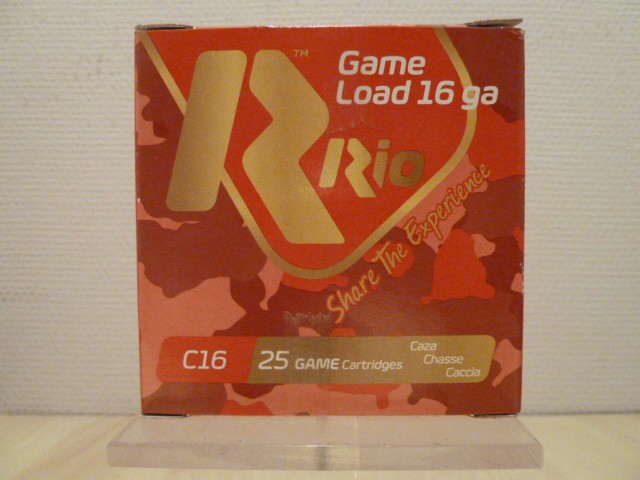 TM
Game
Load 16 ga
Rio
Share The Experience
C16
25 GAME Cartridges
Caza
Chasse
Caccia